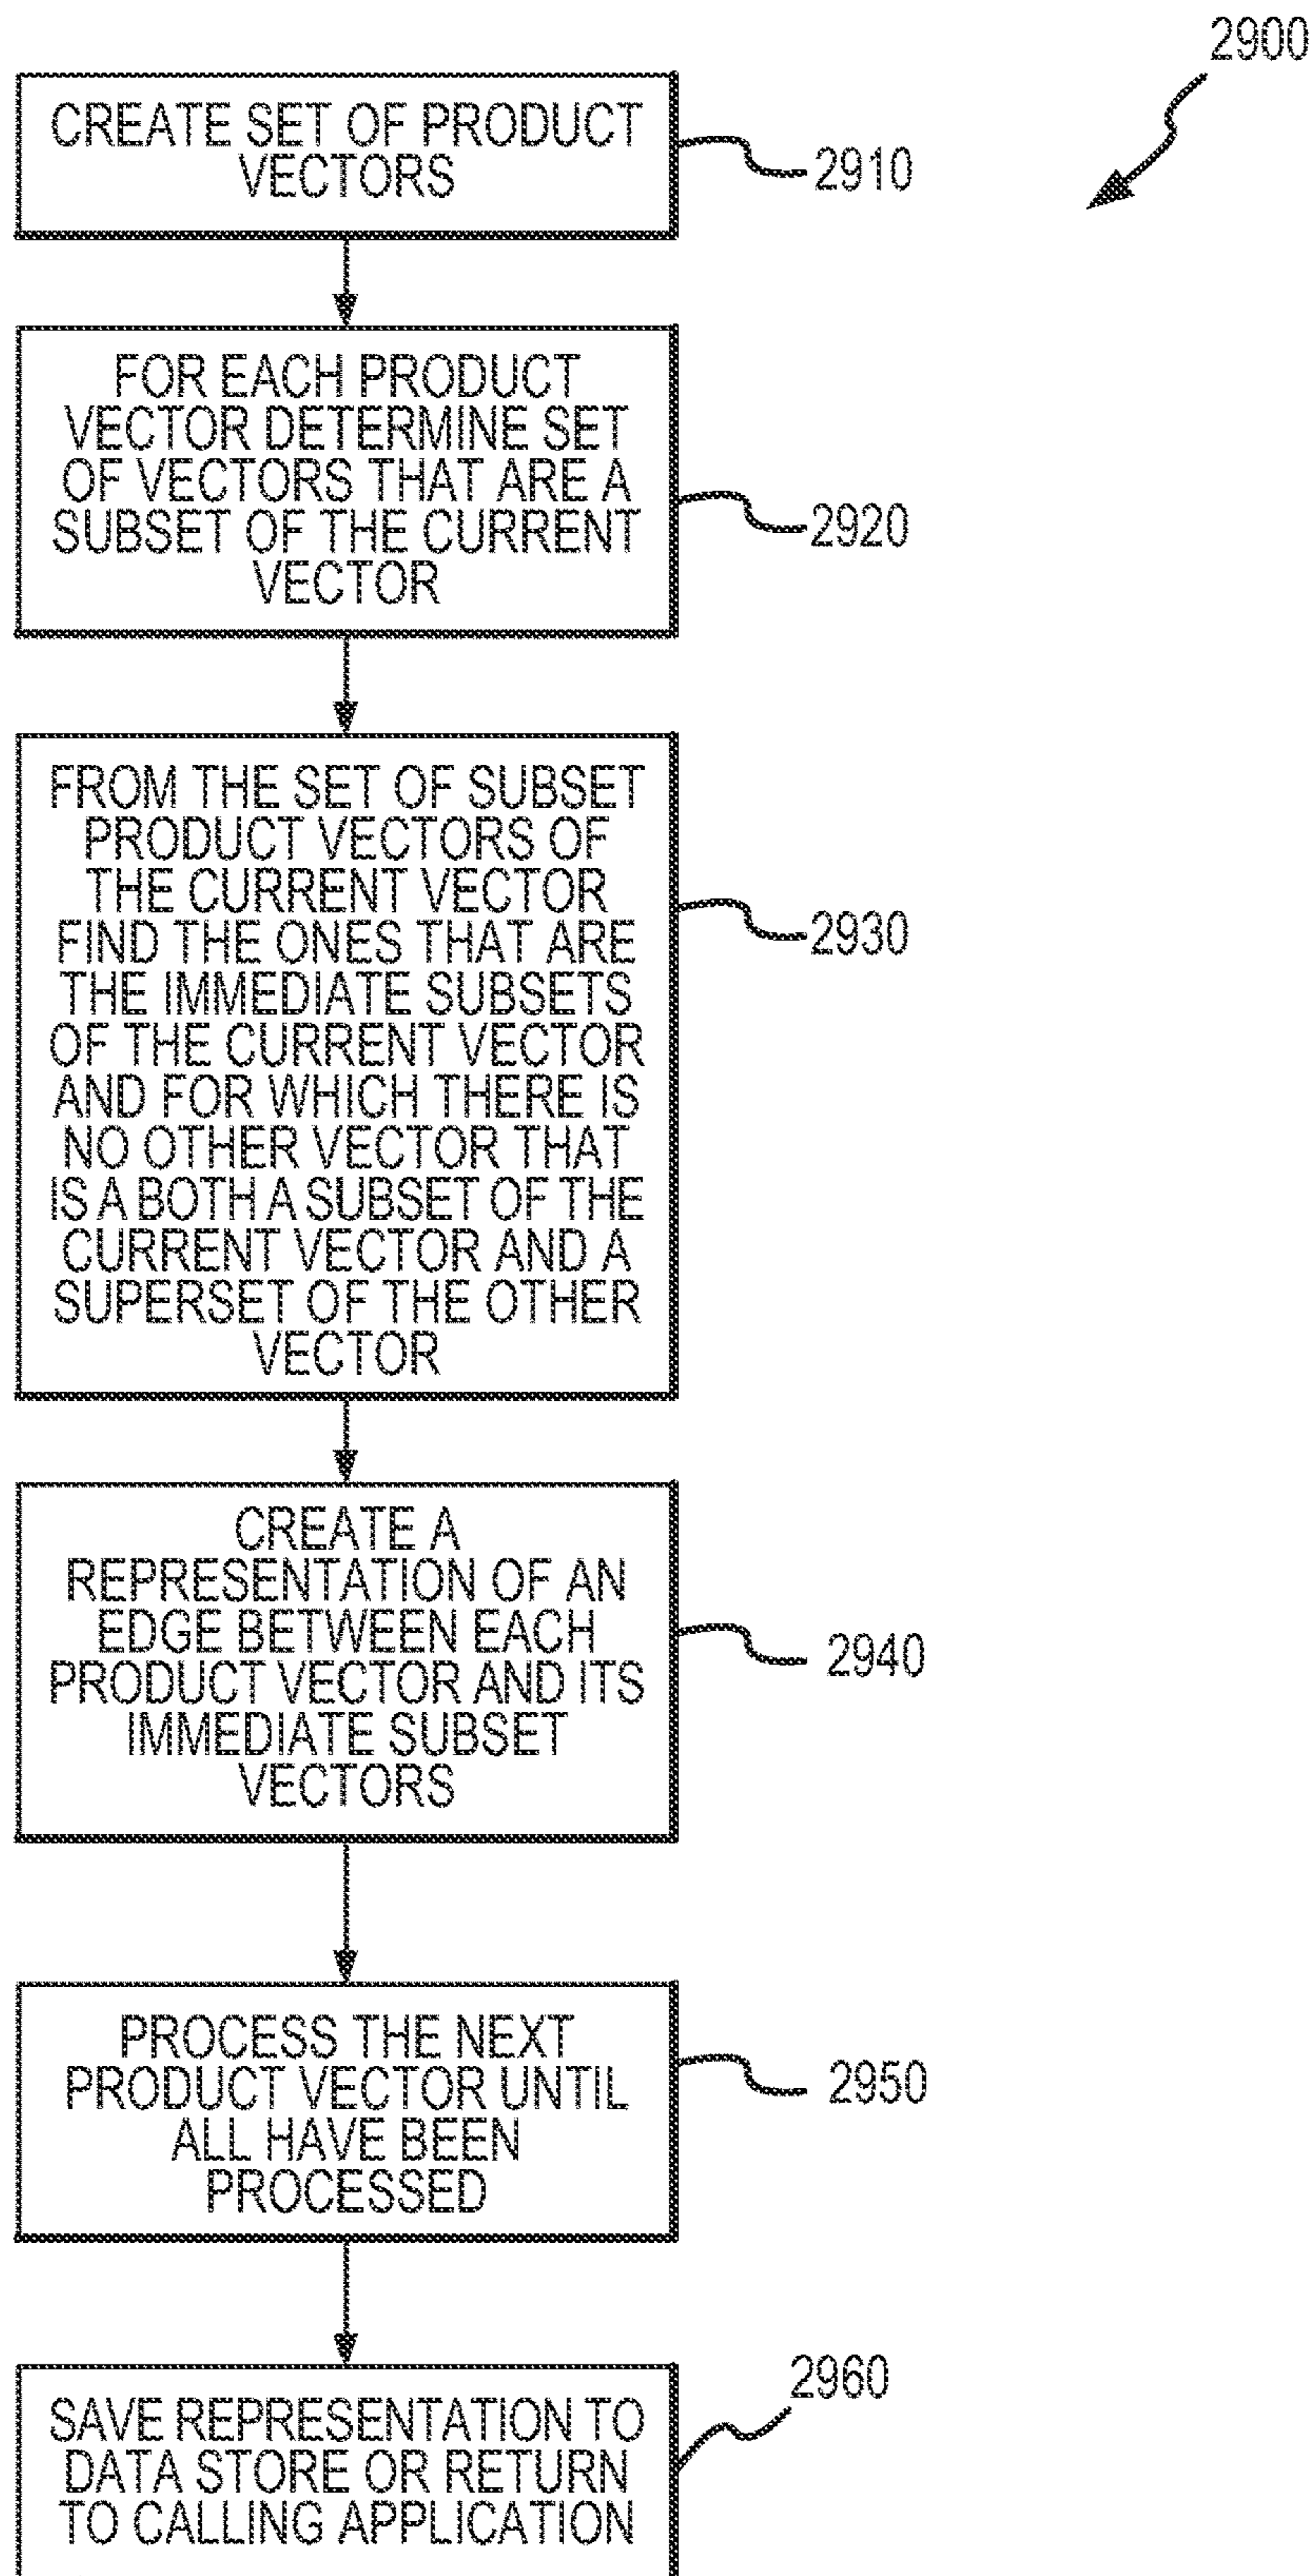 2900
CREATE SET OF PRODUCT
VECTORS
2910
FOR EACH PRODUCT
VECTOR DETERMINE SET
OF VECTORS THAT ARE A
SUBSET OF THE CURRENT
VECTOR
2920
FROM THE SET OF SUBSET
PRODUCT VECTORS OF
THE CURRENT VECTOR
FIND THE ONES THAT ARE
THE IMMEDIATE SUBSETS
OF THE CURRENT VECTOR
AND FOR WHICH THERE IS
NO OTHER VECTOR THAT
IS A BOTH A SUBSET OF THE
CURRENT VECTOR AND A
SUPERSET OF THE OTHER
VECTOR
2930
CREATE A
REPRESENTATION OF AN
EDGE BETWEEN EACH
PRODUCT VECTOR AND ITS
IMMEDIATE SUBSET
VECTORS
2940
PROCESS THE NEXT
PRODUCT VECTOR UNTIL
ALL HAVE BEEN
PROCESSED
2950
SAVE REPRESENTATION TO
DATA STORE OR RETURN
TO CALLING APPLICATION
2960